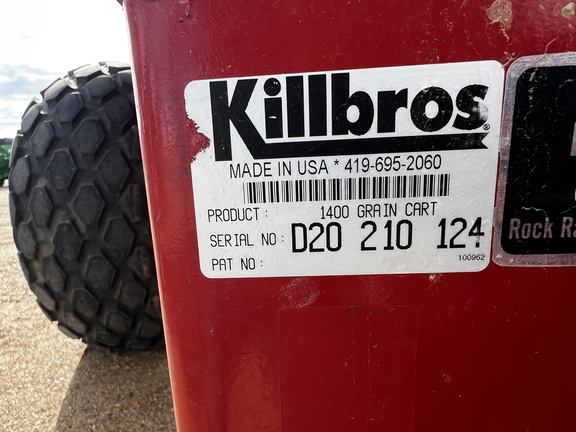 Killbros®
MADE IN USA * 419-695-2060
PRODUCT: 1400 GRAIN CART
SERIAL NO: D20 210 124
PAT NO:
100962
Rock Ra